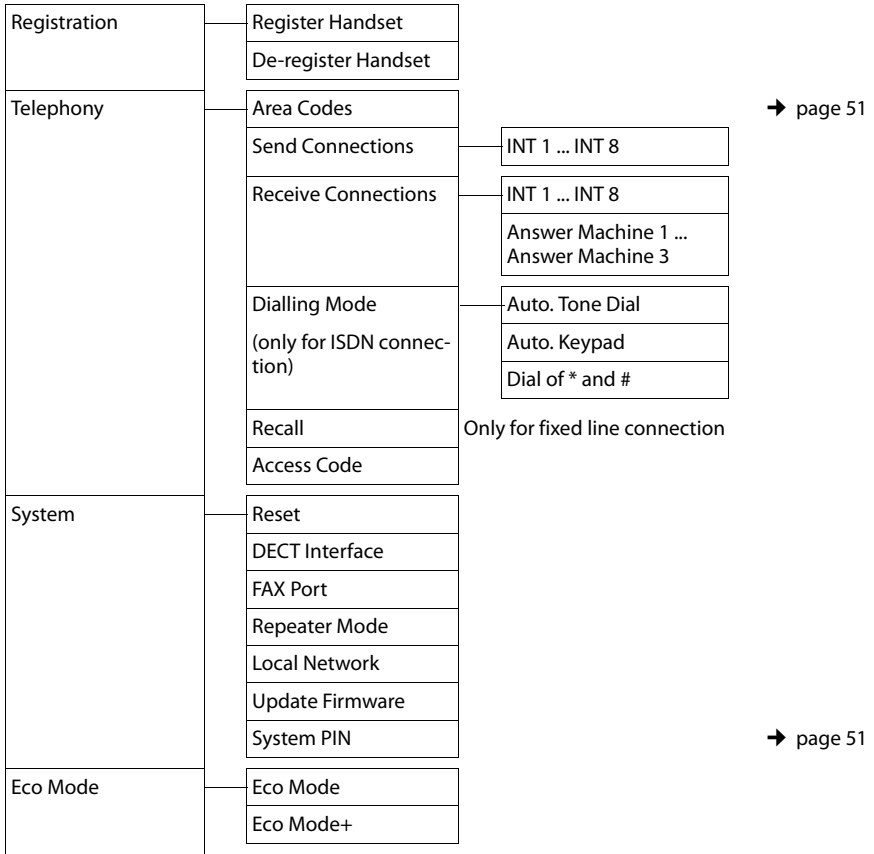 Registration
Register Handset
De-register Handset
Telephony
Area Codes
➔ page 51
Send Connections
INT 1 ... INT 8
Receive Connections
INT 1 ... INT 8
Answer Machine 1 ...
Answer Machine 3
Dialling Mode
(only for ISDN connec-
tion)
Auto. Tone Dial
Auto. Keypad
Dial of * and #
Recall
Only for fixed line connection
Access Code
System
Reset
DECT Interface
FAX Port
Repeater Mode
Local Network
Update Firmware
System PIN
➔ page 51
Eco Mode
Eco Mode
Eco Mode+